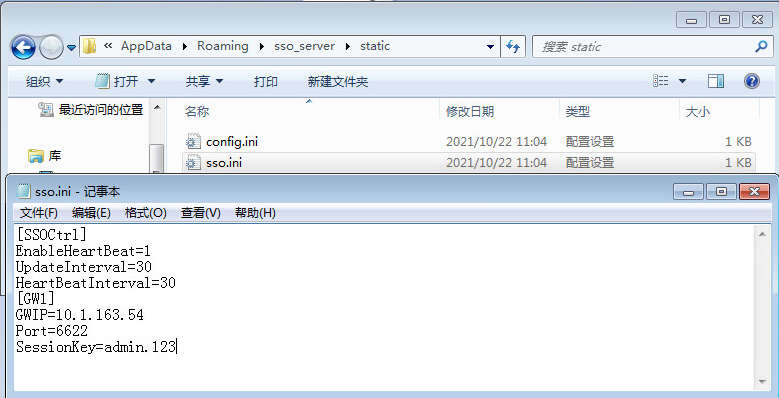 « AppData ▸ Roaming ▸ sso_server ▸ static
搜索 static
组织 打开 共享 打印 新建文件夹
最近访问的位置
库
名称 修改日期 类型 大小
config.ini 2021/10/22 11:04 配置设置 1 KB
sso.ini 2021/10/22 11:04 配置设置 1 KB
sso.ini - 记事本
文件(F) 编辑(E) 格式(O) 查看(V) 帮助(H)
[SSOCtrl]
EnableHeartBeat=1
UpdateInterval=30
HeartBeatInterval=30
[GW1]
GWIP=10.1.163.54
Port=6622
SessionKey=admin.123